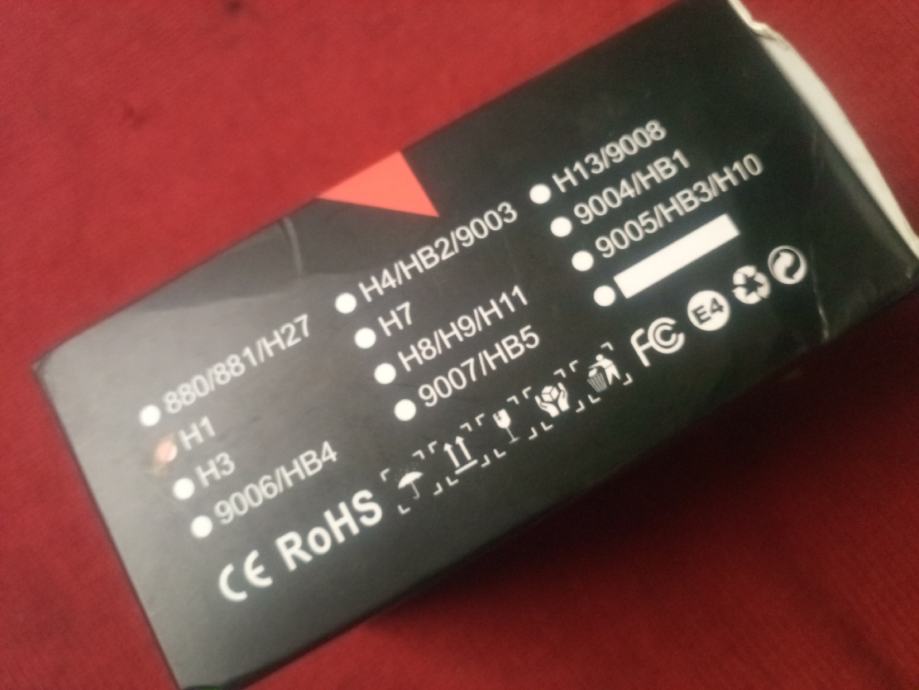 880/881/H27
H1
H3
9006/HB4
H4/HB2/9003
H7
H8/H9/H11
9007/HB5
H13/9008
9004/HB1
9005/HB3/H10
CE RoHS FC E4